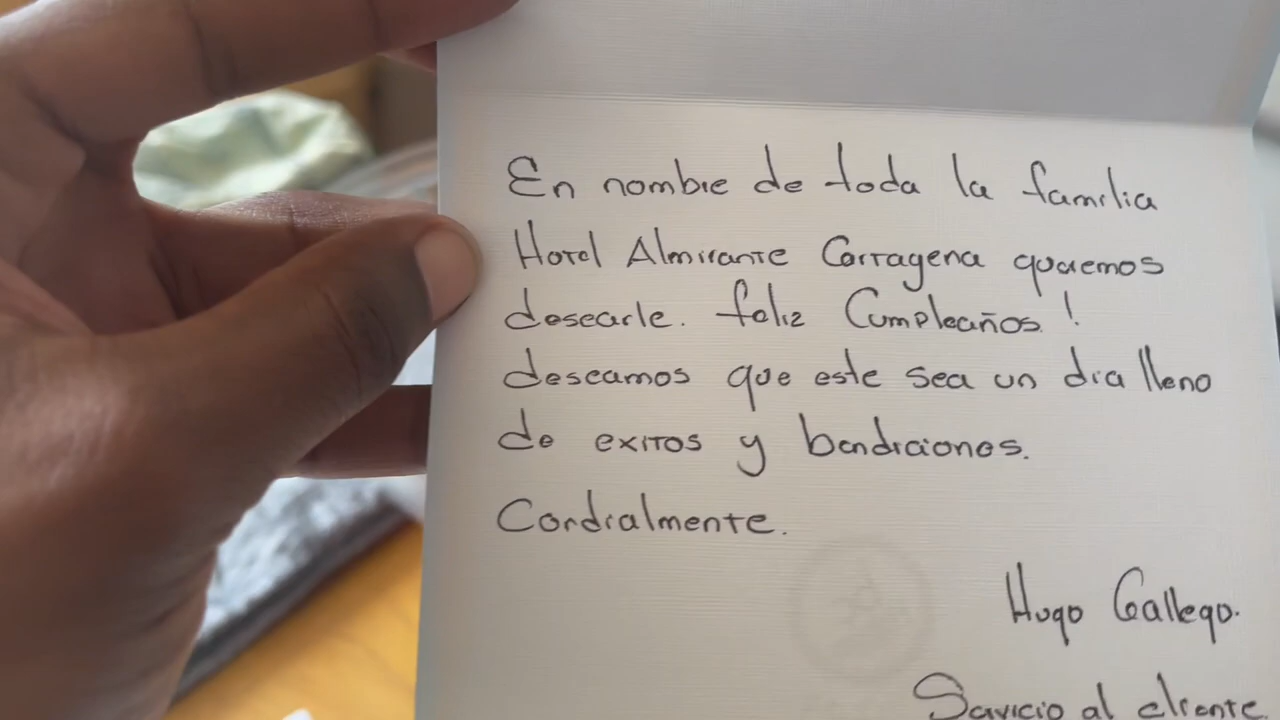 En nombre de toda la familia
Hotel Almirante Cartagena queremos
desearle. feliz Cumpleaños !
deseamos que este sea un dia lleno
de exitos y bendiciones.
Cordialmente.
Hugo Gallego.
Servicio al cliente